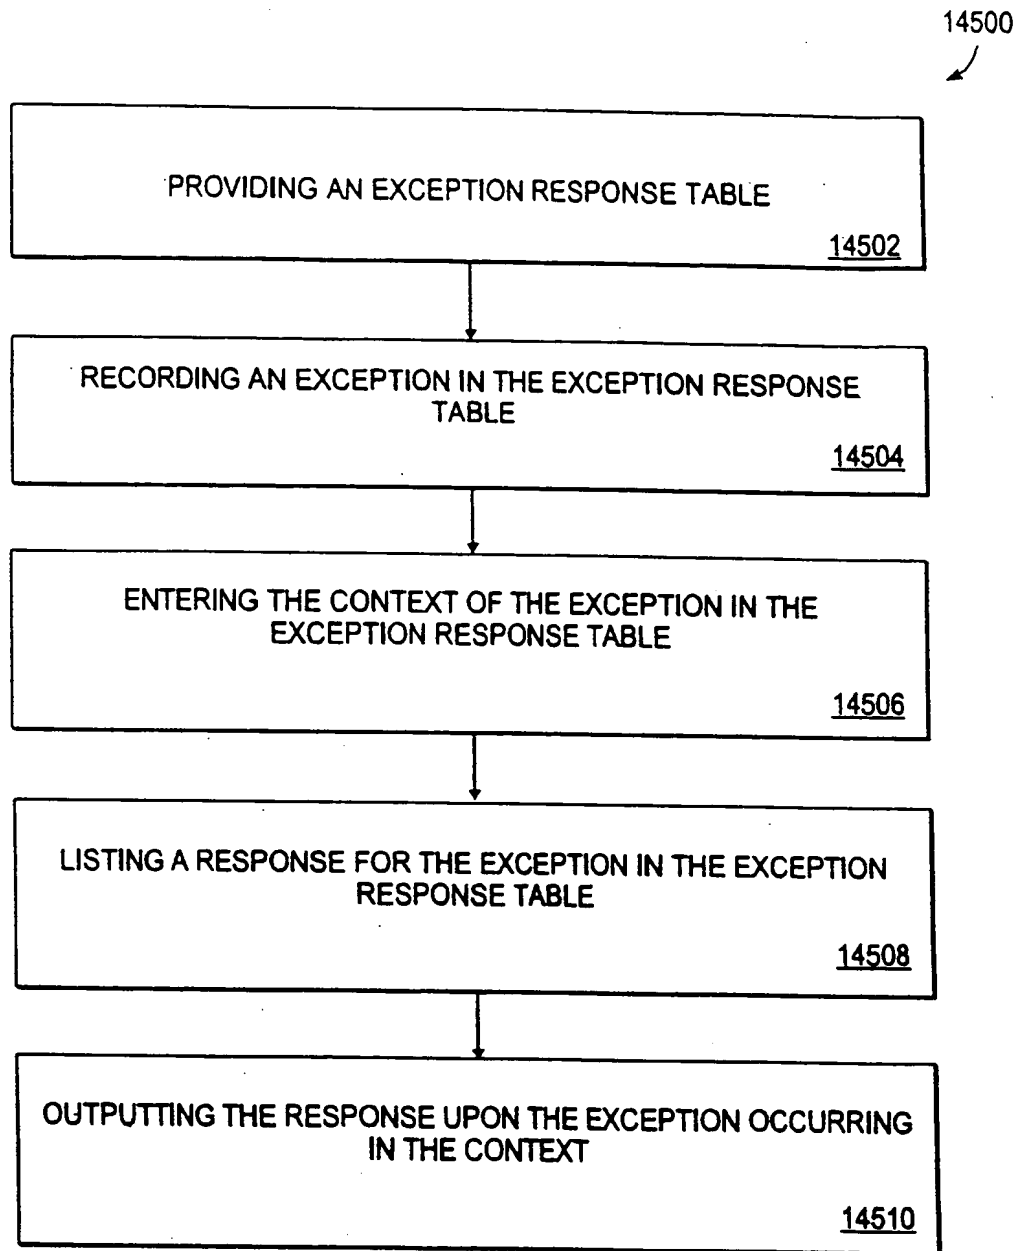 14500
PROVIDING AN EXCEPTION RESPONSE TABLE
14502
RECORDING AN EXCEPTION IN THE EXCEPTION RESPONSE
TABLE
14504
ENTERING THE CONTEXT OF THE EXCEPTION IN THE
EXCEPTION RESPONSE TABLE
14506
LISTING A RESPONSE FOR THE EXCEPTION IN THE EXCEPTION
RESPONSE TABLE
14508
OUTPUTTING THE RESPONSE UPON THE EXCEPTION OCCURRING
IN THE CONTEXT
14510